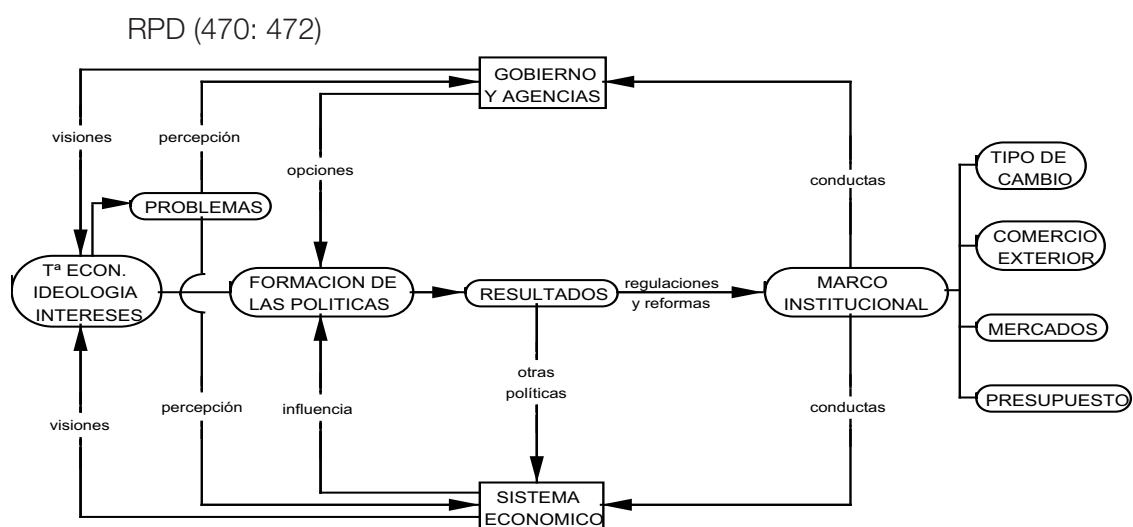 RPD (470: 472)
GOBIERNO
Y AGENCIAS
visiones
percepción
opciones
conductas
TIPO DE
CAMBIO
PROBLEMAS
COMERCIO
EXTERIOR
Tª ECON.
IDEOLOGIA
INTERESES
FORMACION DE
LAS POLITICAS
RESULTADOS
regulaciones
y reformas
MARCO
INSTITUCIONAL
MERCADOS
otras
políticas
percepción
influencia
conductas
visiones
PRESUPUESTO
SISTEMA
ECONOMICO